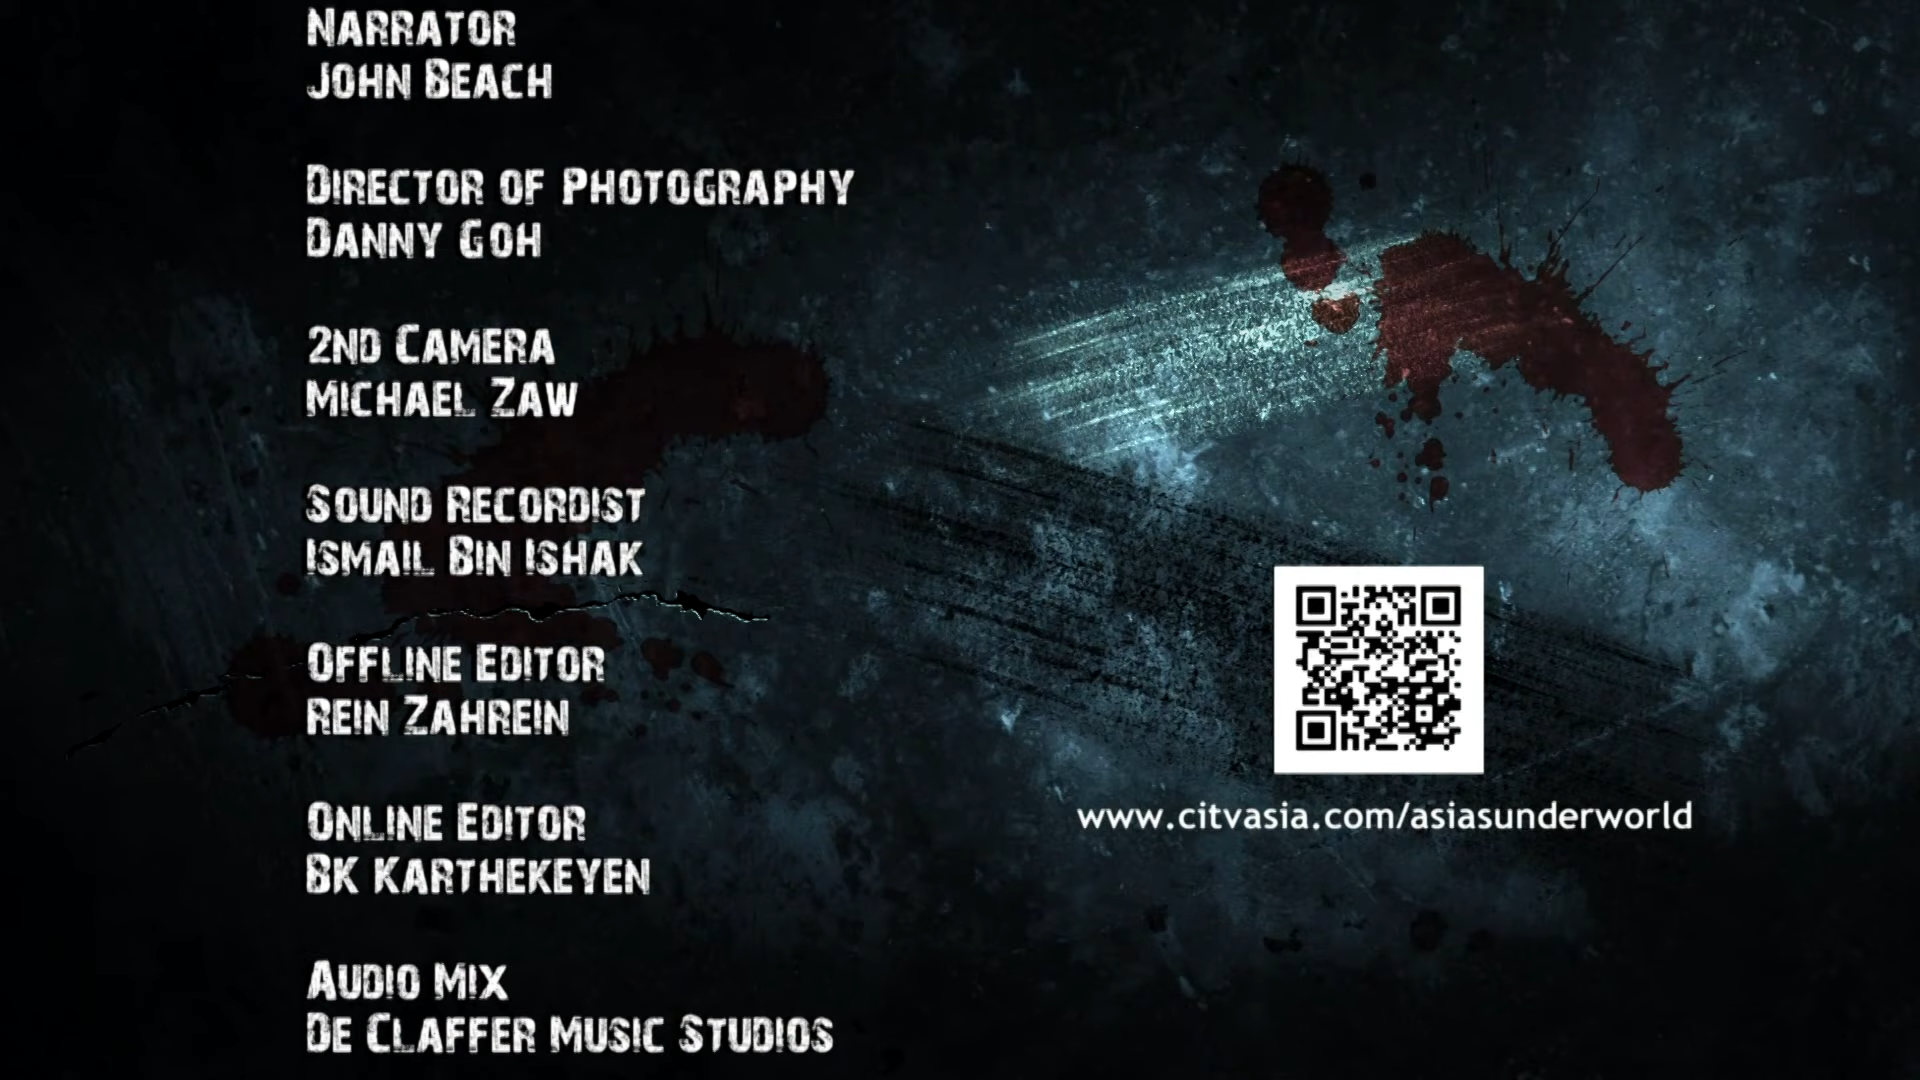 NARRATOR
JOHN BEACH
DIRECTOR OF PHOTOGRAPHY
DANNY GOH
2ND CAMERA
MICHAEL ZAW
SOUND RECORDIST
ISMAIL BIN ISHAK
OFFLINE EDITOR
REIN ZAHREIN
ONLINE EDITOR
BK KARTHEKEYEN
AUDIO MIX
DE CLAFFER MUSIC STUDIOS
www.citvasia.com/asiasunderworld